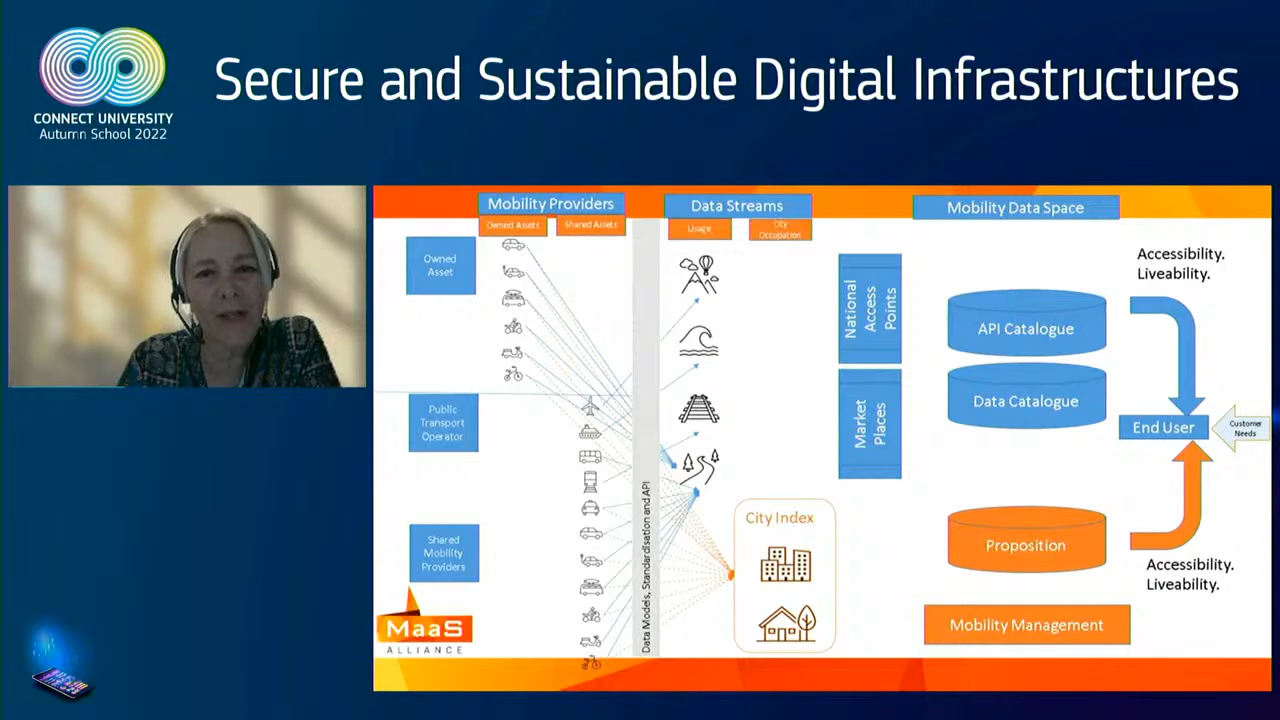 Secure and Sustainable Digital Infrastructures
CONNECT UNIVERSITY
Autumn School 2022
Mobility Providers
Owned Assets
Shared Assets
Data Streams
Usage
City
Occupation
Mobility Data Space
Owned
Asset
Public
Transport
Operator
Shared
Mobility
Providers
Data Models, Standardisation and API
National
Access
Points
Market
Places
City Index
API Catalogue
Data Catalogue
Proposition
Mobility Management
Accessibility.
Liveability.
End User
Customer
Needs
Accessibility.
Liveability.
MaaS
ALLIANCE